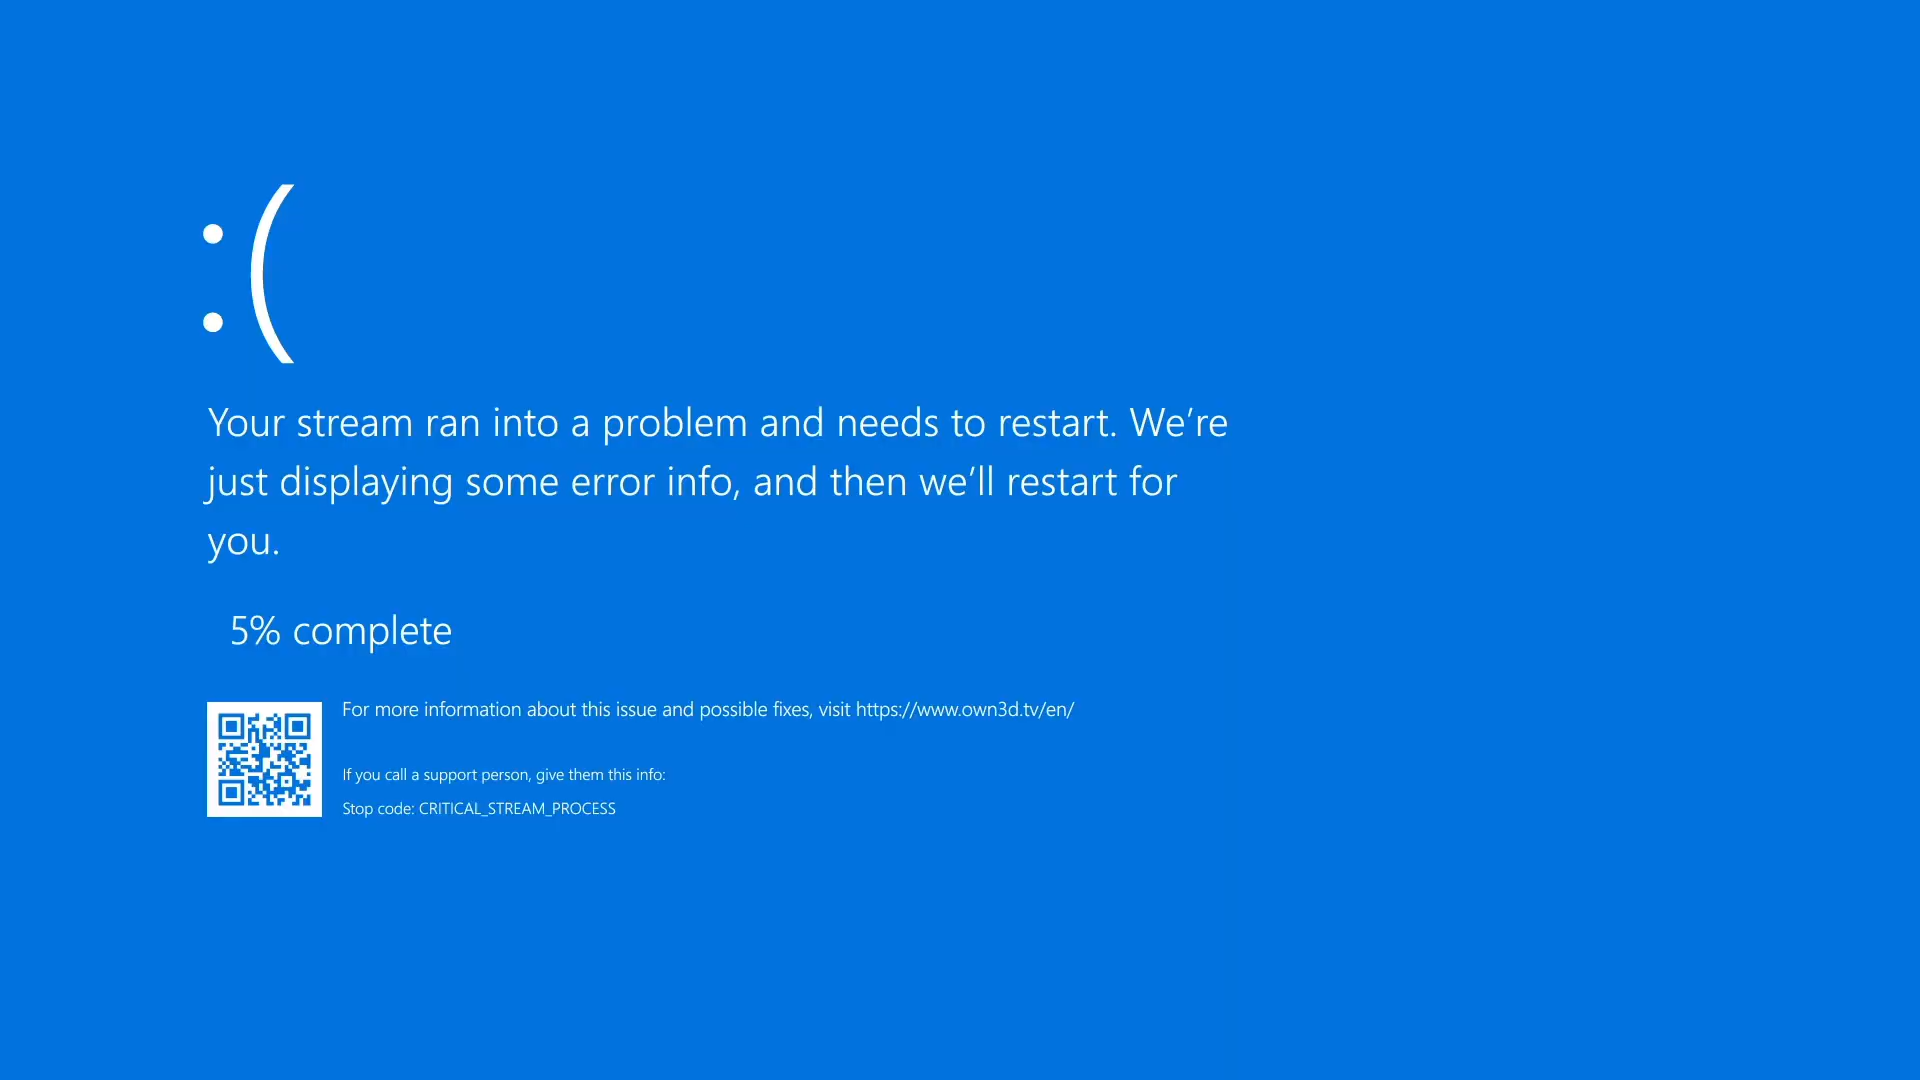 :(
Your stream ran into a problem and needs to restart. We’re
just displaying some error info, and then we’ll restart for
you.
5% complete
For more information about this issue and possible fixes, visit https://www.own3d.tv/en/
If you call a support person, give them this info:
Stop code: CRITICAL_STREAM_PROCESS